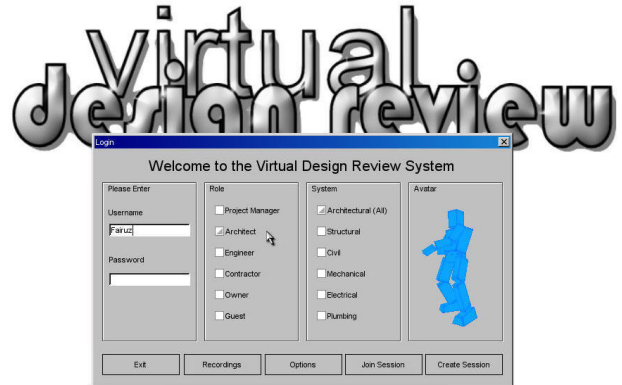 virtual
design review
Login
Welcome to the Virtual Design Review System
Please Enter
Username
Fairuz
Password
Role
Project Manager
Architect
Engineer
Contractor
Owner
Guest
System
Architectural (All)
Structural
Civil
Mechanical
Electrical
Plumbing
Avatar
Exit
Recordings
Options
Join Session
Create Session